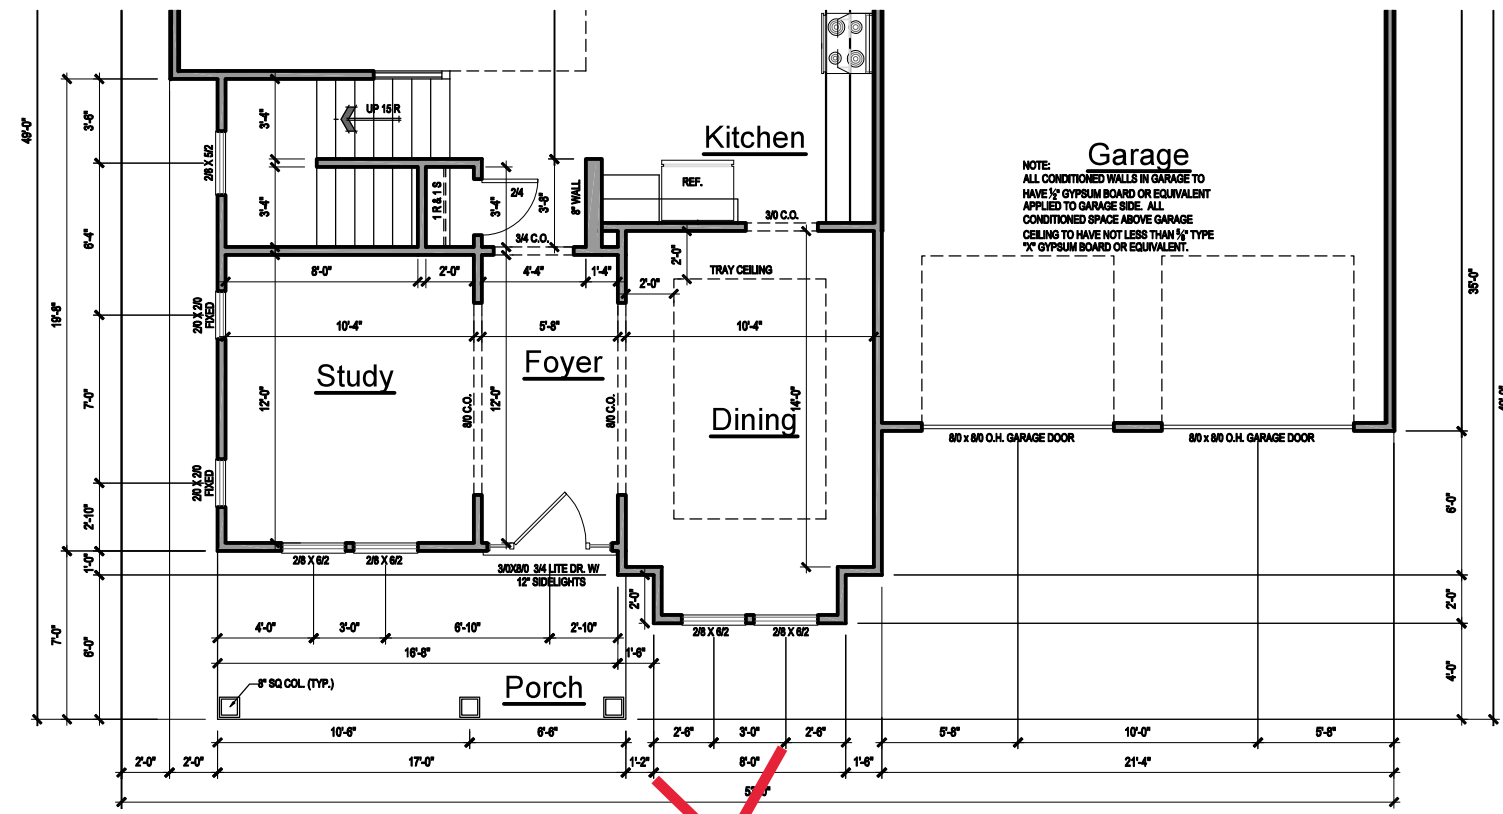 49'-0"
19'-8"
7'-0"
3'-6"
6'-4"
7'-0"
2'-10"
1'-0"
6'-0"
2/8 X 5/2
2/0 X 2/0
FIXED
2/0 X 2/0
FIXED
3'-4"
3'-4"
UP 15 R
1 R & 1 S
3'-4"
2/4
3'-8"
8" WALL
3/4 C.O.
Kitchen
REF.
3/0 C.O.
Garage
NOTE:
ALL CONDITIONED WALLS IN GARAGE TO
HAVE ½" GYPSUM BOARD OR EQUIVALENT
APPLIED TO GARAGE SIDE. ALL
CONDITIONED SPACE ABOVE GARAGE
CEILING TO HAVE NOT LESS THAN ⅝" TYPE
"X" GYPSUM BOARD OR EQUIVALENT.
8'-0"
2'-0"
4'-4"
1'-4"
2'-0"
2'-0"
TRAY CEILING
10'-4"
5'-8"
10'-4"
Study
Foyer
Dining
12'-0"
8/0 C.O.
12'-0"
8/0 C.O.
14'-0"
8/0 x 8/0 O.H. GARAGE DOOR
8/0 x 8/0 O.H. GARAGE DOOR
35'-0"
6'-0"
2'-0"
4'-0"
2/8 X 6/2
2/8 X 6/2
3/0X8/0 3/4 LITE DR. W/
12" SIDELIGHTS
2'-0"
2/8 X 6/2
2/8 X 6/2
4'-0"
3'-0"
6'-10"
2'-10"
16'-8"
1'-6"
8" SQ COL. (TYP.)
Porch
10'-6"
6'-6"
2'-6"
3'-0"
2'-6"
5'-8"
10'-0"
5'-8"
2'-0"
2'-0"
17'-0"
1'-2"
8'-0"
1'-6"
21'-4"